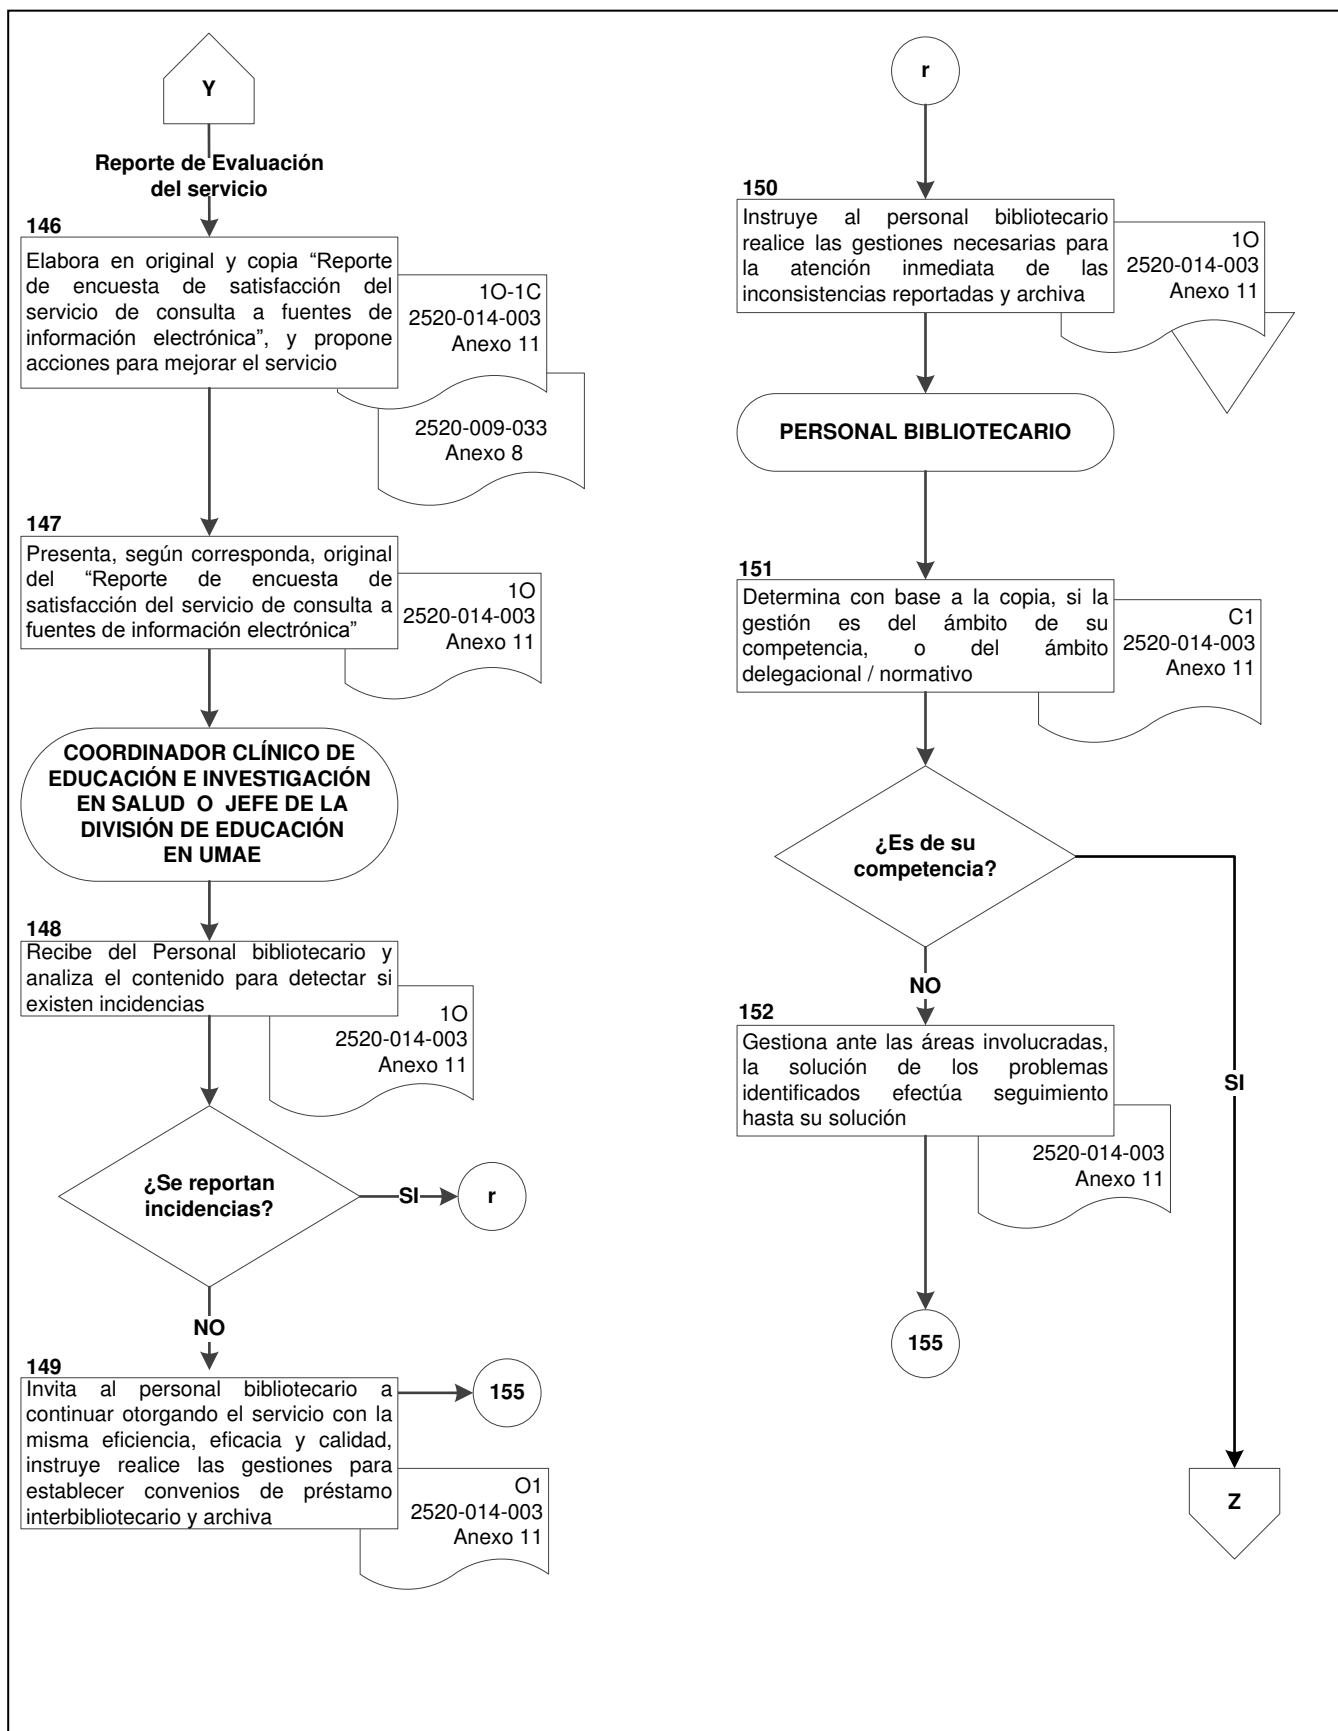 Y
Reporte de Evaluación
del servicio
146
Elabora en original y copia “Reporte
de encuesta de satisfacción del
servicio de consulta a fuentes de
información electrónica”, y propone
acciones para mejorar el servicio
1O-1C
2520-014-003
Anexo 11
2520-009-033
Anexo 8
147
Presenta, según corresponda, original
del “Reporte de encuesta de
satisfacción del servicio de consulta a
fuentes de información electrónica”
1O
2520-014-003
Anexo 11
COORDINADOR CLÍNICO DE
EDUCACIÓN E INVESTIGACIÓN
EN SALUD O JEFE DE LA
DIVISIÓN DE EDUCACIÓN
EN UMAE
148
Recibe del Personal bibliotecario y
analiza el contenido para detectar si
existen incidencias
1O
2520-014-003
Anexo 11
¿Se reportan
incidencias?
SI
r
NO
149
Invita al personal bibliotecario a
continuar otorgando el servicio con la
misma eficiencia, eficacia y calidad,
instruye realice las gestiones para
establecer convenios de préstamo
interbibliotecario y archiva
155
O1
2520-014-003
Anexo 11
r
150
Instruye al personal bibliotecario
realice las gestiones necesarias para
la atención inmediata de las
inconsistencias reportadas y archiva
1O
2520-014-003
Anexo 11
PERSONAL BIBLIOTECARIO
151
Determina con base a la copia, si la
gestión es del ámbito de su
competencia, o del ámbito
delegacional / normativo
C1
2520-014-003
Anexo 11
¿Es de su
competencia?
NO
152
Gestiona ante las áreas involucradas,
la solución de los problemas
identificados efectúa seguimiento
hasta su solución
2520-014-003
Anexo 11
155
SI
Z